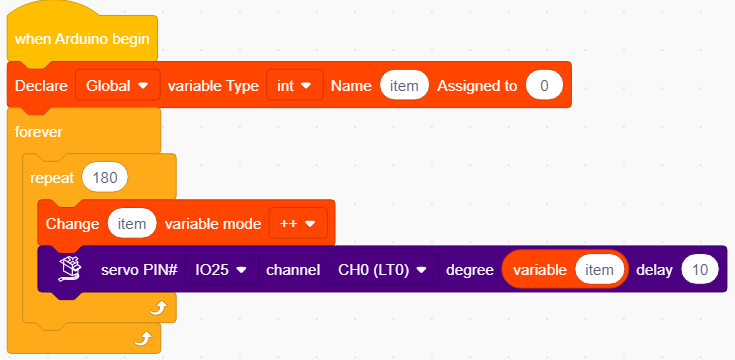 when Arduino begin
Declare Global variable Type int Name item Assigned to 0
forever
repeat 180
Change item variable mode ++
servo PIN# IO25 channel CH0 (LT0) degree variable item delay 10